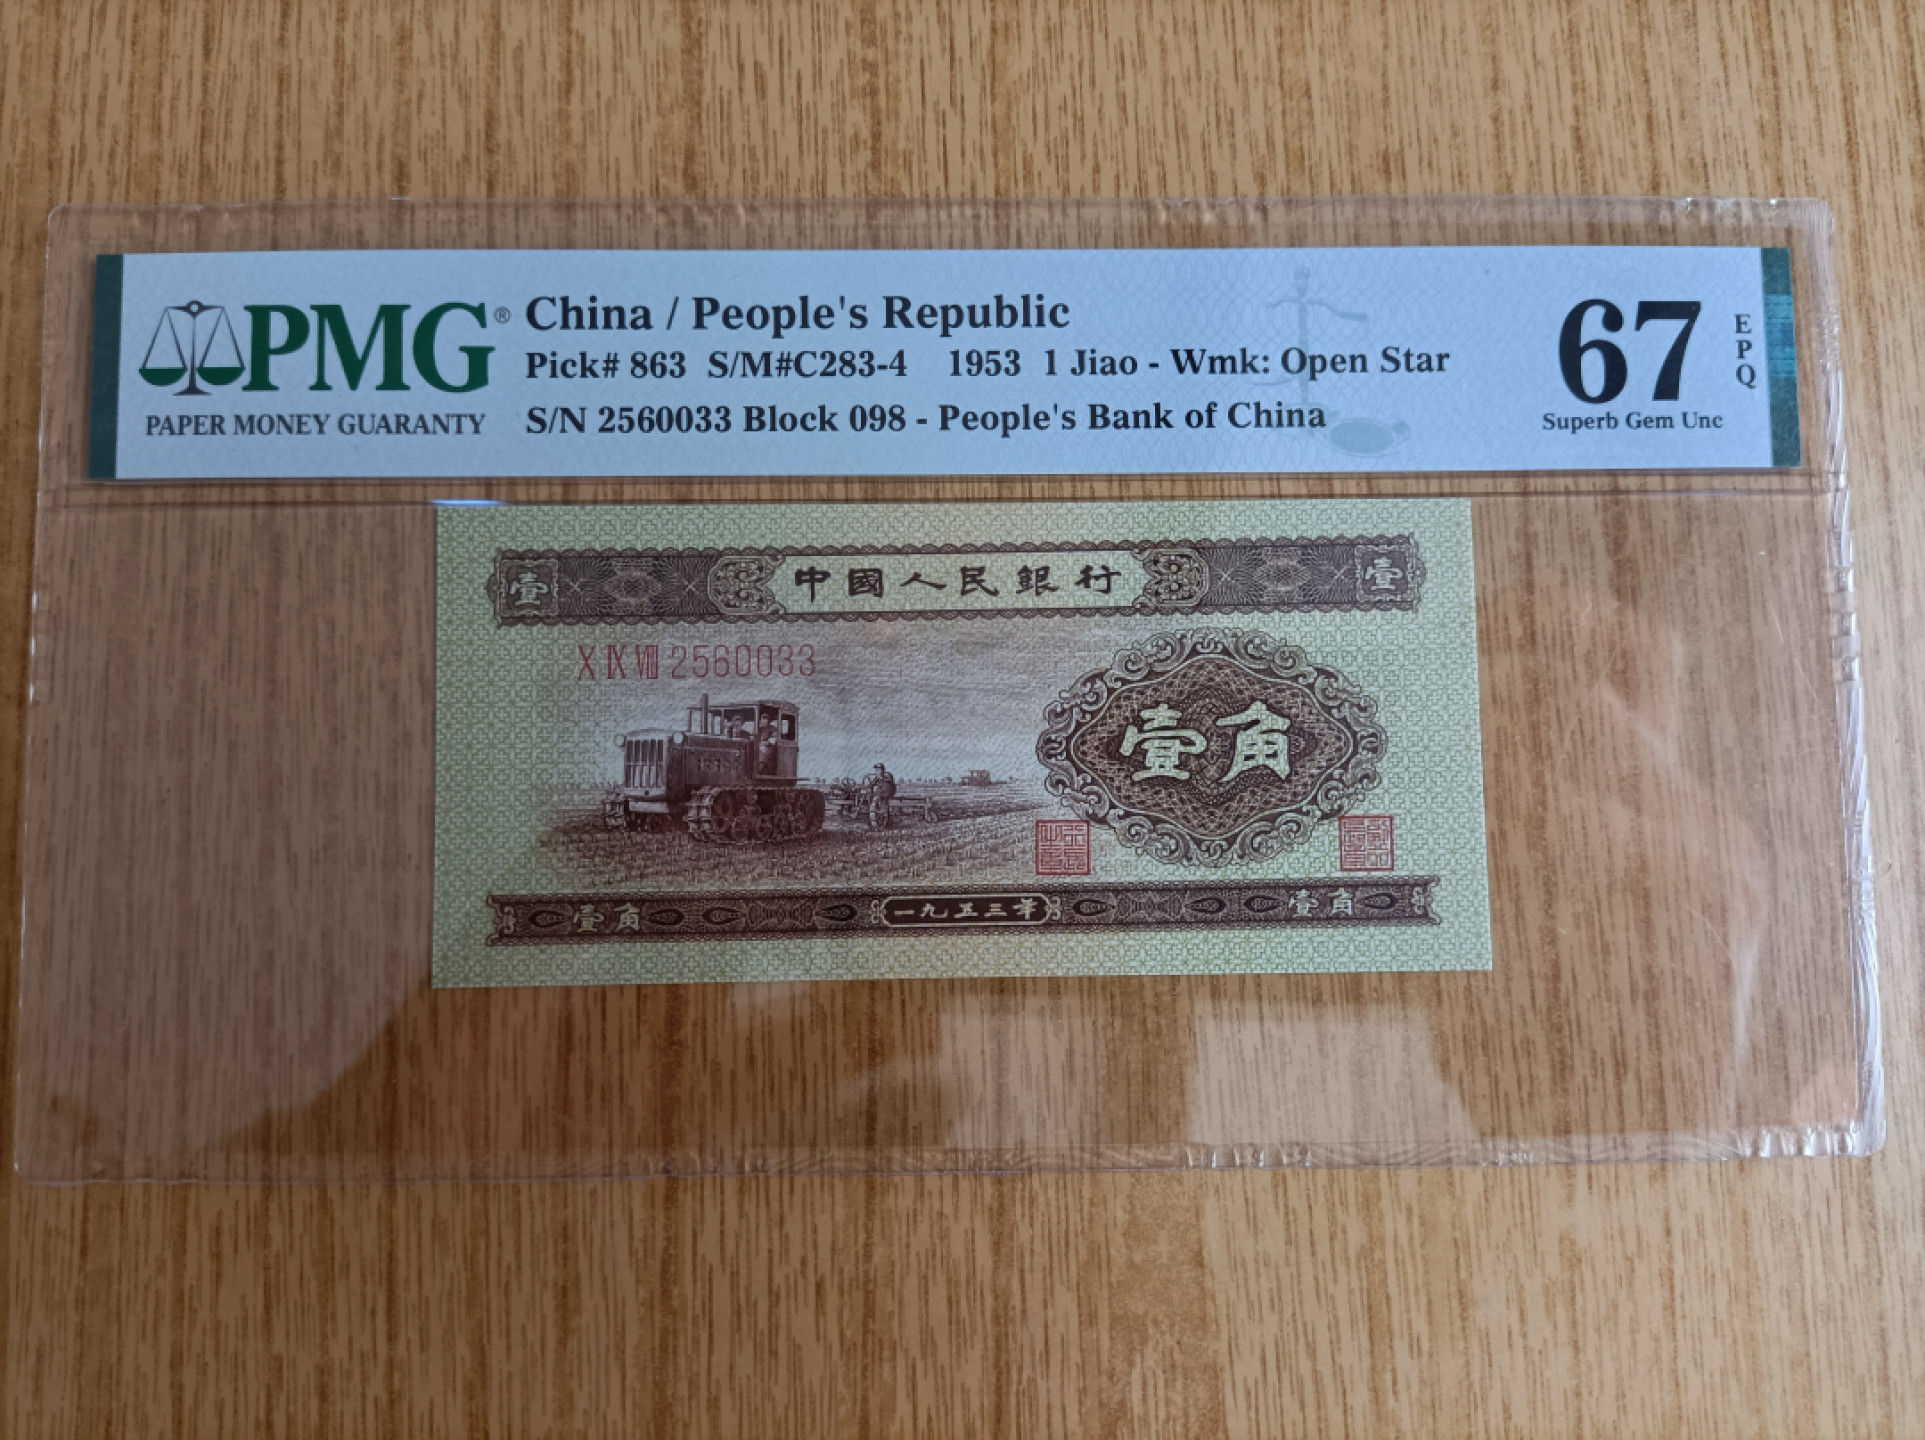 PMG®
PAPER MONEY GUARANTY
China / People's Republic
Pick# 863 S/M#C283-4 1953 1 Jiao - Wmk: Open Star
S/N 2560033 Block 098 - People's Bank of China
67
EPQ
Superb Gem Unc
壹 中國人民銀行 壹
X IX VIII 2560033
壹角
壹角 一九五三年 壹角